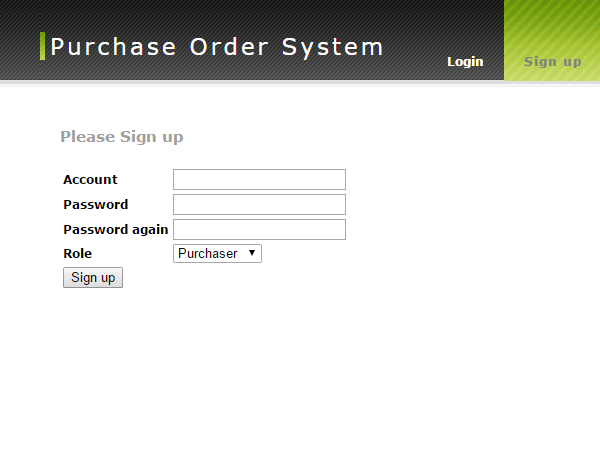 Purchase Order System
Login
Sign up
Please Sign up
Account
Password
Password again
Role
Purchaser
Sign up